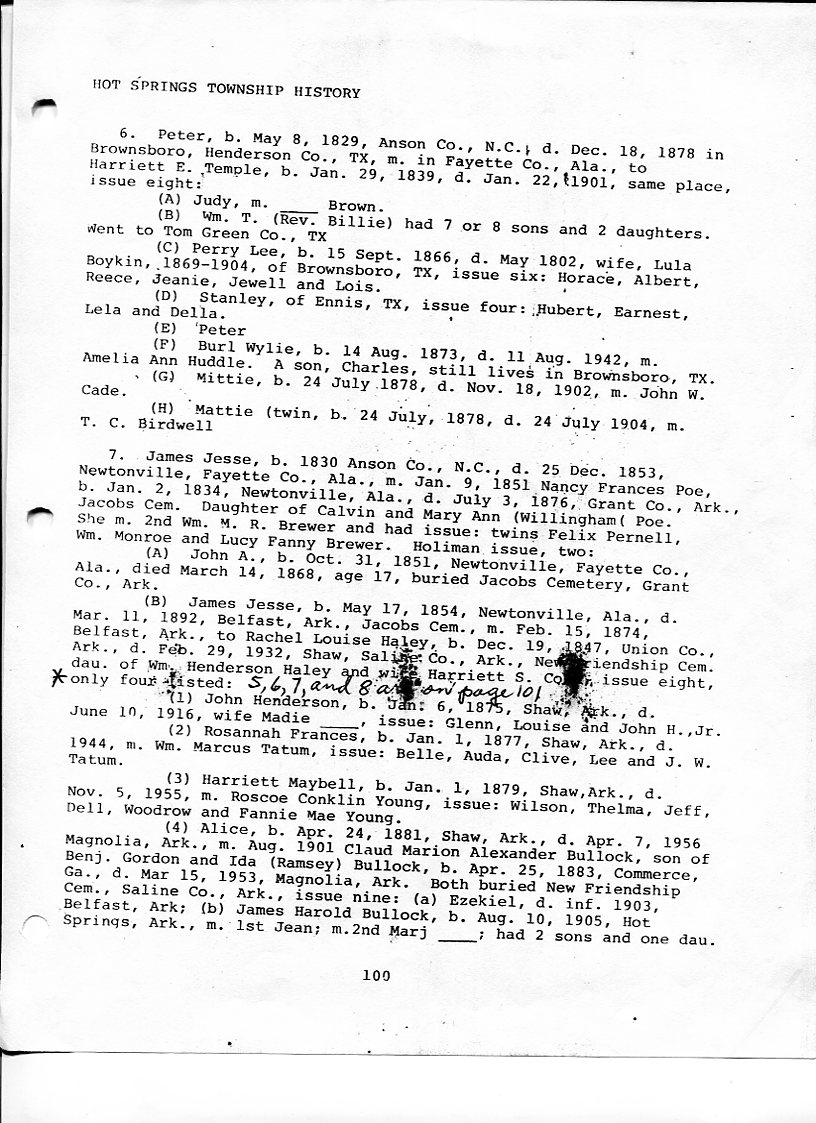 HOT SPRINGS TOWNSHIP HISTORY
6. Peter, b. May 8, 1829, Anson Co., N.C., d. Dec. 18, 1878 in
Brownsboro, Henderson Co., TX, m. in Fayette Co., Ala., to
Harriett E. Temple, b. Jan. 29, 1839, d. Jan. 22, 1901, same place,
issue eight:
(A) Judy, m. ____ Brown.
(B) Wm. T. (Rev. Billie) had 7 or 8 sons and 2 daughters.
Went to Tom Green Co., TX
(C) Perry Lee, b. 15 Sept. 1866, d. May 1802, wife, Lula
Boykin, 1869-1904, of Brownsboro, TX, issue six: Horace, Albert,
Reece, Jeanie, Jewell and Lois.
(D) Stanley, of Ennis, TX, issue four: Hubert, Earnest,
Lela and Della.
(E) Peter
(F) Burl Wylie, b. 14 Aug. 1873, d. 11 Aug. 1942, m.
Amelia Ann Huddle. A son, Charles, still lives in Brownsboro, TX.
(G) Mittie, b. 24 July 1878, d. Nov. 18, 1902, m. John W.
Cade.
(H) Mattie (twin, b. 24 July, 1878, d. 24 July 1904, m.
T. C. Birdwell
7. James Jesse, b. 1830 Anson Co., N.C., d. 25 Dec. 1853,
Newtonville, Fayette Co., Ala., m. Jan. 9, 1851 Nancy Frances Poe,
b. Jan. 2, 1834, Newtonville, Ala., d. July 3, 1876, Grant Co., Ark.,
Jacobs Cem. Daughter of Calvin and Mary Ann (Willingham( Poe.
She m. 2nd Wm. M. R. Brewer and had issue: twins Felix Pernell,
Wm. Monroe and Lucy Fanny Brewer. Holiman issue, two:
(A) John A., b. Oct. 31, 1851, Newtonville, Fayette Co.,
Ala., died March 14, 1868, age 17, buried Jacobs Cemetery, Grant
Co., Ark.
(B) James Jesse, b. May 17, 1854, Newtonville, Ala., d.
Mar. 11, 1892, Belfast, Ark., Jacobs Cem., m. Feb. 15, 1874,
Belfast, Ark., to Rachel Louise Haley, b. Dec. 19, 1847, Union Co.,
Ark., d. Feb. 29, 1932, Shaw, Saline Co., Ark., New Friendship Cem.
dau. of Wm. Henderson Haley and wife Harriett S. issue eight,
*only four listed: 5, 6, 7, and 8 are on page 101
(1) John Henderson, b. Jan. 6, 1875, Shaw, Ark., d.
June 10, 1916, wife Madie ____, issue: Glenn, Louise and John H.,Jr.
(2) Rosannah Frances, b. Jan. 1, 1877, Shaw, Ark., d.
1944, m. Wm. Marcus Tatum, issue: Belle, Auda, Clive, Lee and J. W.
Tatum.
(3) Harriett Maybell, b. Jan. 1, 1879, Shaw,Ark., d.
Nov. 5, 1955, m. Roscoe Conklin Young, issue: Wilson, Thelma, Jeff,
Dell, Woodrow and Fannie Mae Young.
(4) Alice, b. Apr. 24, 1881, Shaw, Ark., d. Apr. 7, 1956
Magnolia, Ark., m. Aug. 1901 Claud Marion Alexander Bullock, son of
Benj. Gordon and Ida (Ramsey) Bullock, b. Apr. 25, 1883, Commerce,
Ga., d. Mar 15, 1953, Magnolia, Ark. Both buried New Friendship
Cem., Saline Co., Ark., issue nine: (a) Ezekiel, d. inf. 1903,
Belfast, Ark; (b) James Harold Bullock, b. Aug. 10, 1905, Hot
Springs, Ark., m. 1st Jean; m.2nd Marj ____; had 2 sons and one dau.
100